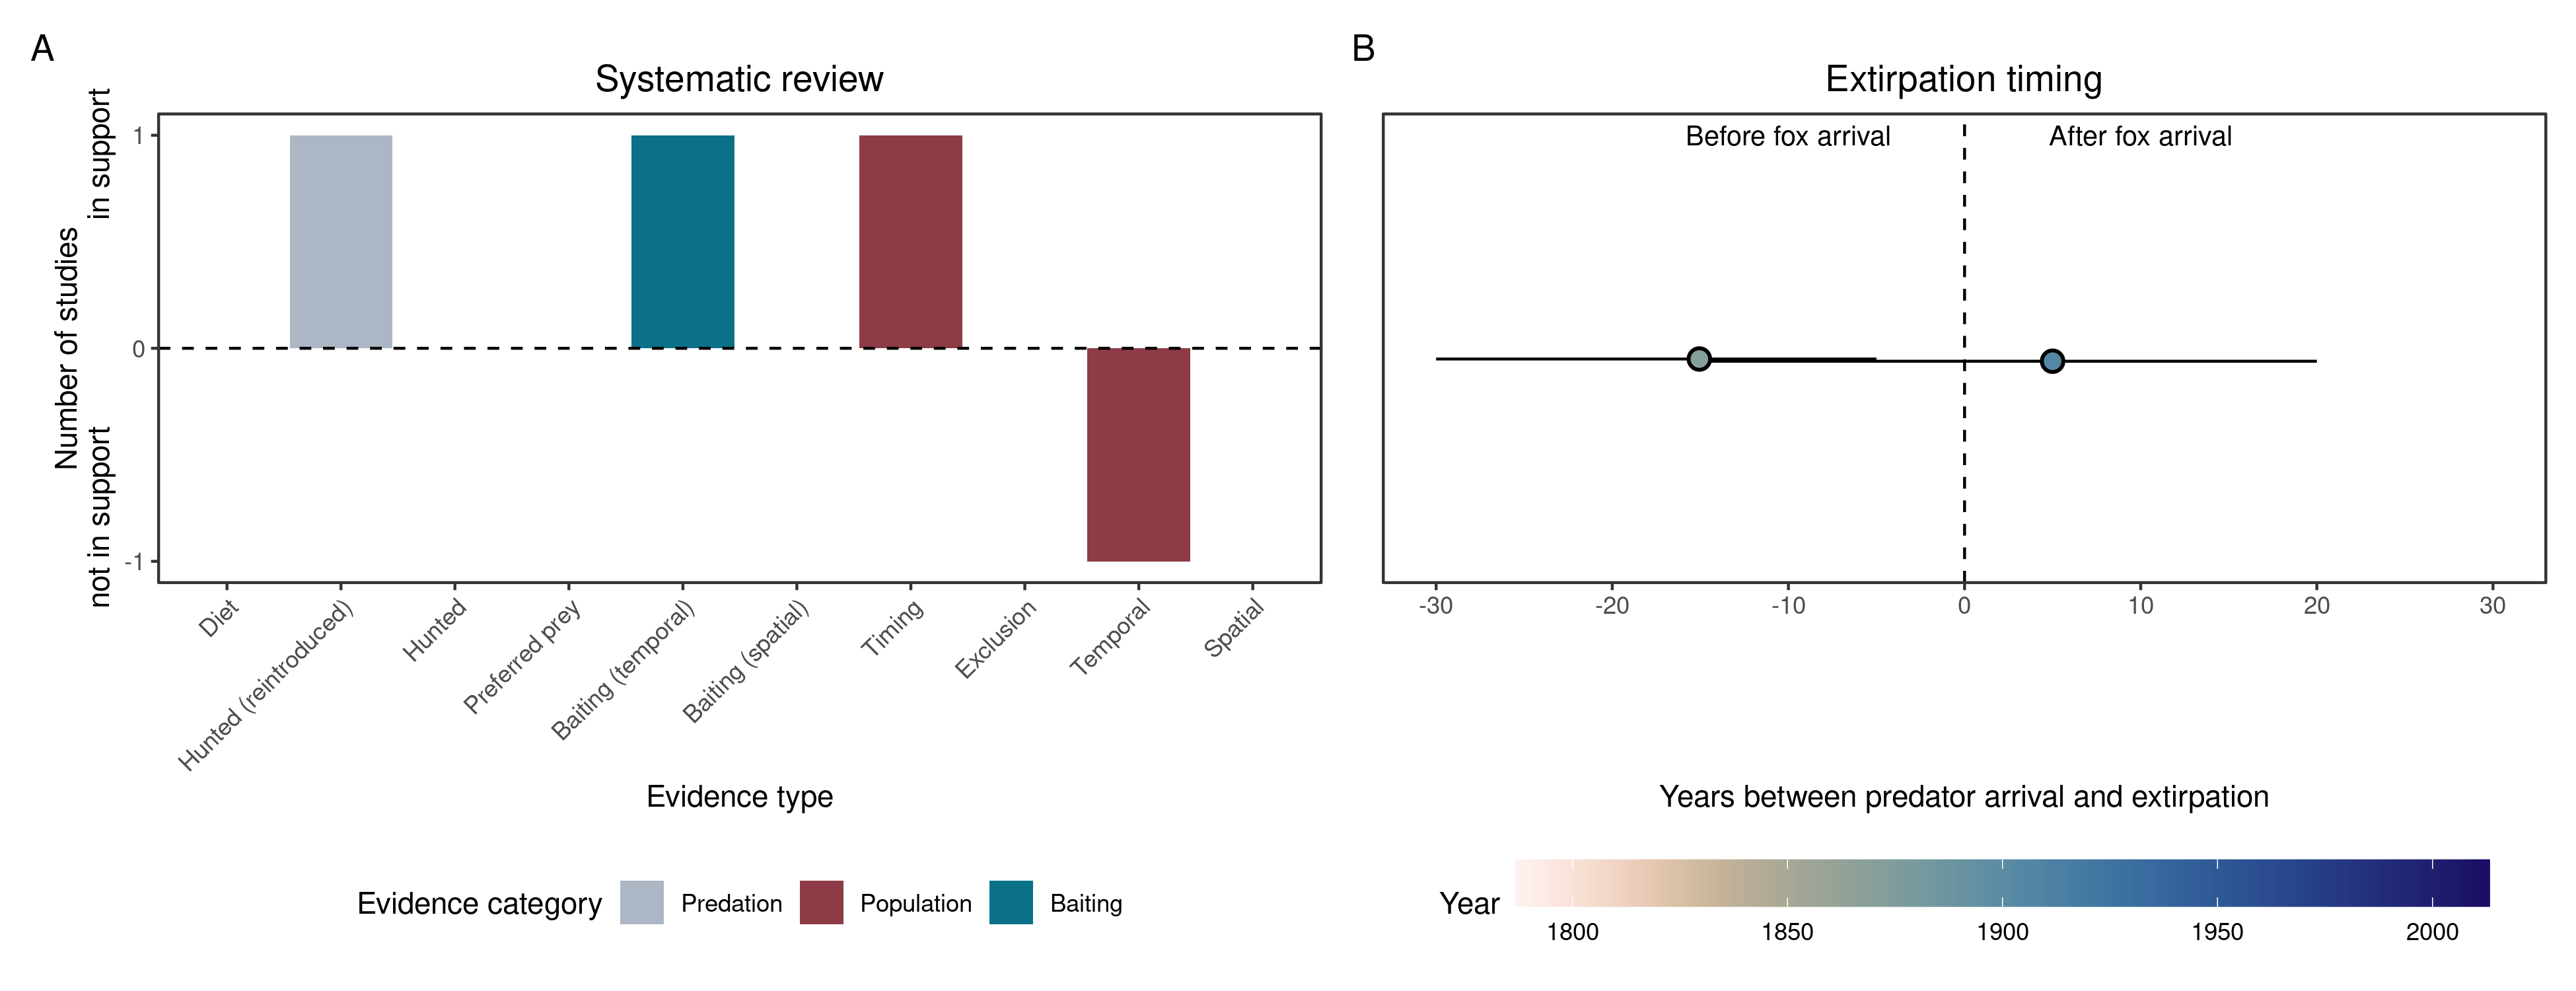 A
Systematic review
Number of studies
not in support
in support
1
0
-1
Diet
Hunted (reintroduced)
Hunted
Preferred prey
Baiting (temporal)
Baiting (spatial)
Timing
Exclusion
Temporal
Spatial
Evidence type
Evidence category
Predation
Population
Baiting
B
Extirpation timing
Before fox arrival
After fox arrival
-30
-20
-10
0
10
20
30
Years between predator arrival and extirpation
Year
1800
1850
1900
1950
2000